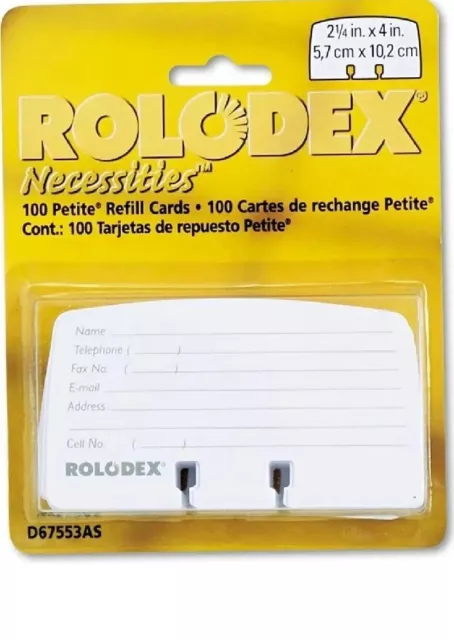 2¼ in. x 4 in.
5,7 cm x 10,2 cm
ROLODEX®
Necessities™
100 Petite® Refill Cards • 100 Cartes de rechange Petite®
Cont.: 100 Tarjetas de repuesto Petite®
Name
Telephone (          )
Fax No. (          )
E-mail
Address
Cell No. (          )
ROLODEX®
D67553AS